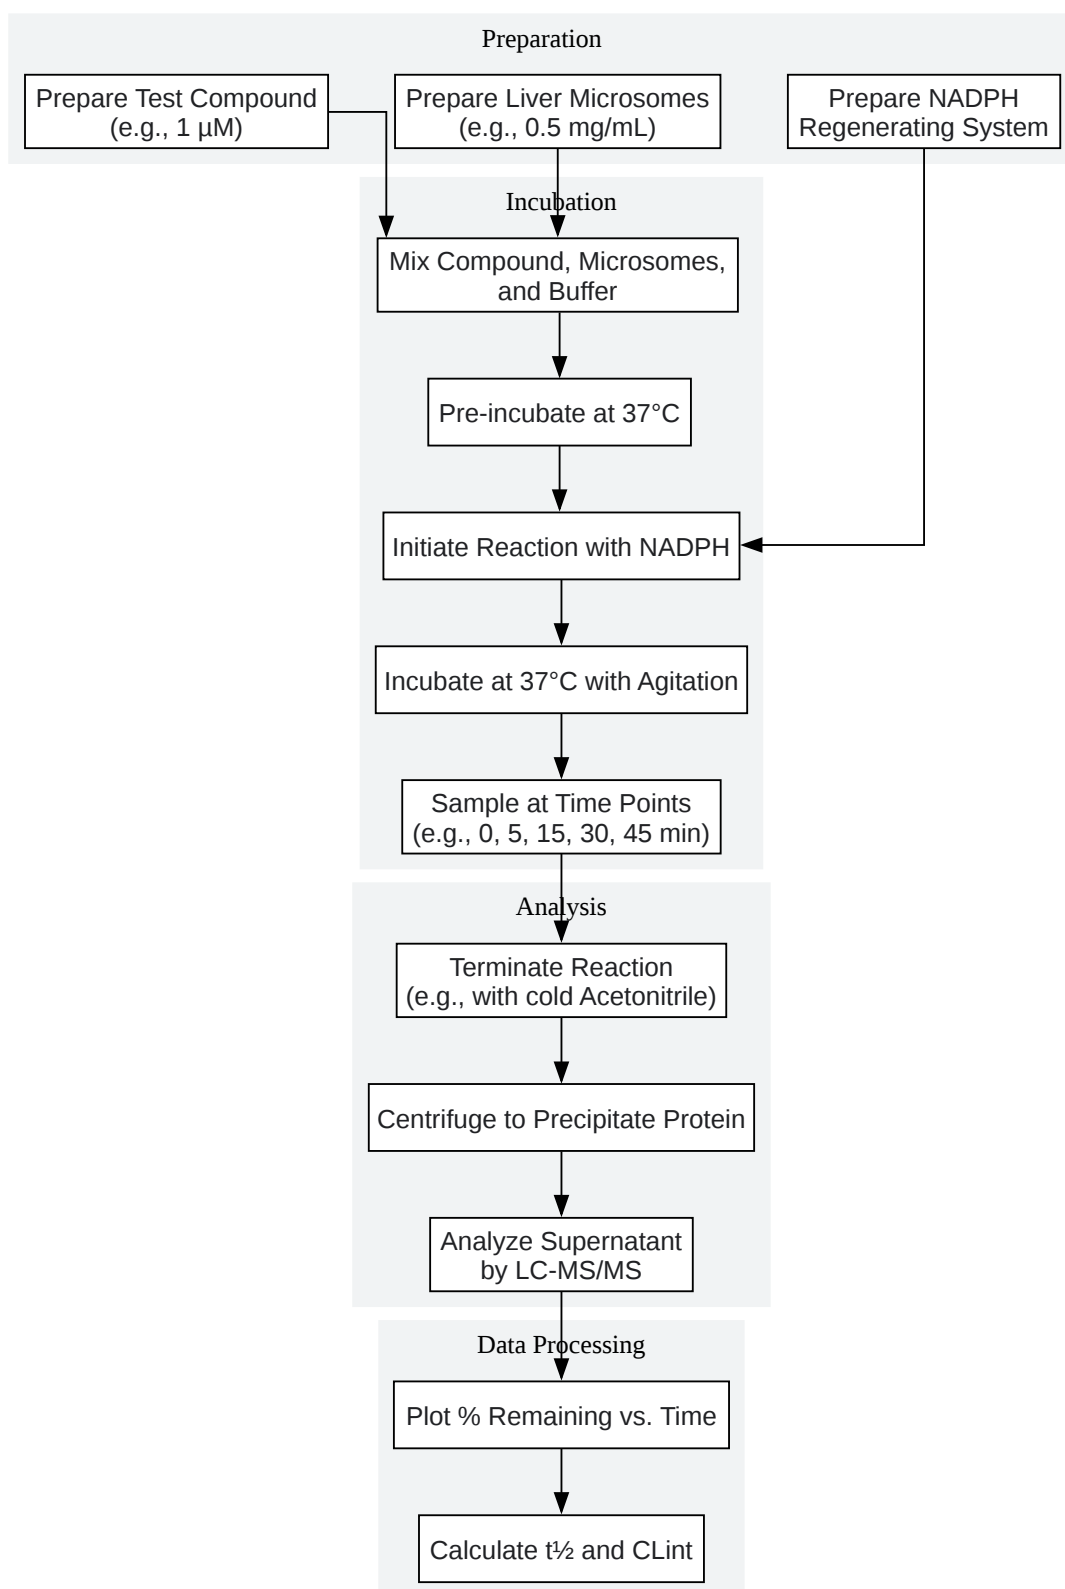 Preparation
Prepare Test Compound
(e.g., 1 µM)
Prepare Liver Microsomes
(e.g., 0.5 mg/mL)
Prepare NADPH
Regenerating System
Incubation
Mix Compound, Microsomes,
and Buffer
Pre-incubate at 37°C
Initiate Reaction with NADPH
Incubate at 37°C with Agitation
Sample at Time Points
(e.g., 0, 5, 15, 30, 45 min)
Analysis
Terminate Reaction
(e.g., with cold Acetonitrile)
Centrifuge to Precipitate Protein
Analyze Supernatant
by LC-MS/MS
Data Processing
Plot % Remaining vs. Time
Calculate t½ and CLint